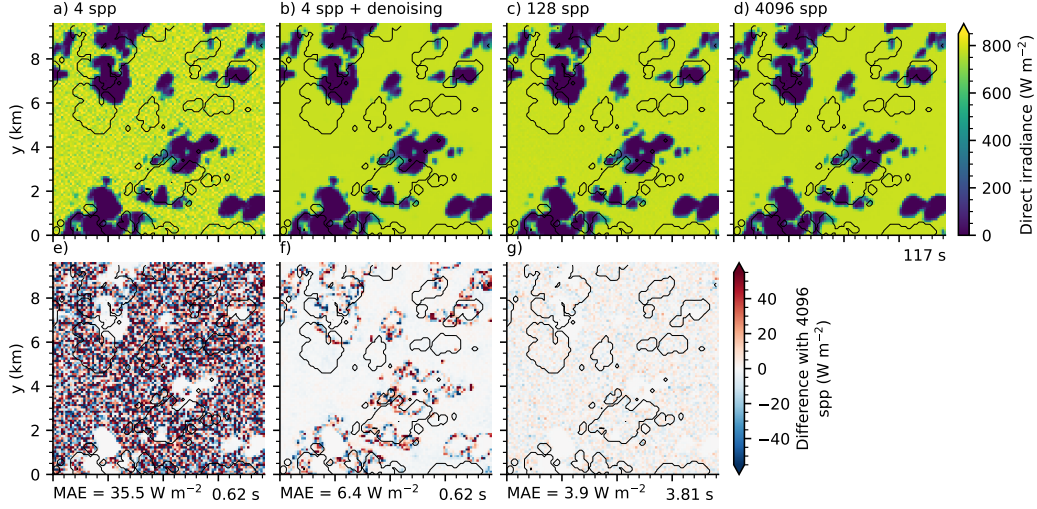 a) 4 spp
b) 4 spp + denoising
c) 128 spp
d) 4096 spp
8
6
4
2
0
y (km)
800
600
400
200
0
Direct irradiance (W m⁻²)
117 s
e)
f)
g)
8
6
4
2
0
y (km)
40
20
0
−20
−40
Difference with 4096
spp (W m⁻²)
MAE = 35.5 W m⁻² 0.62 s
MAE = 6.4 W m⁻² 0.62 s
MAE = 3.9 W m⁻² 3.81 s